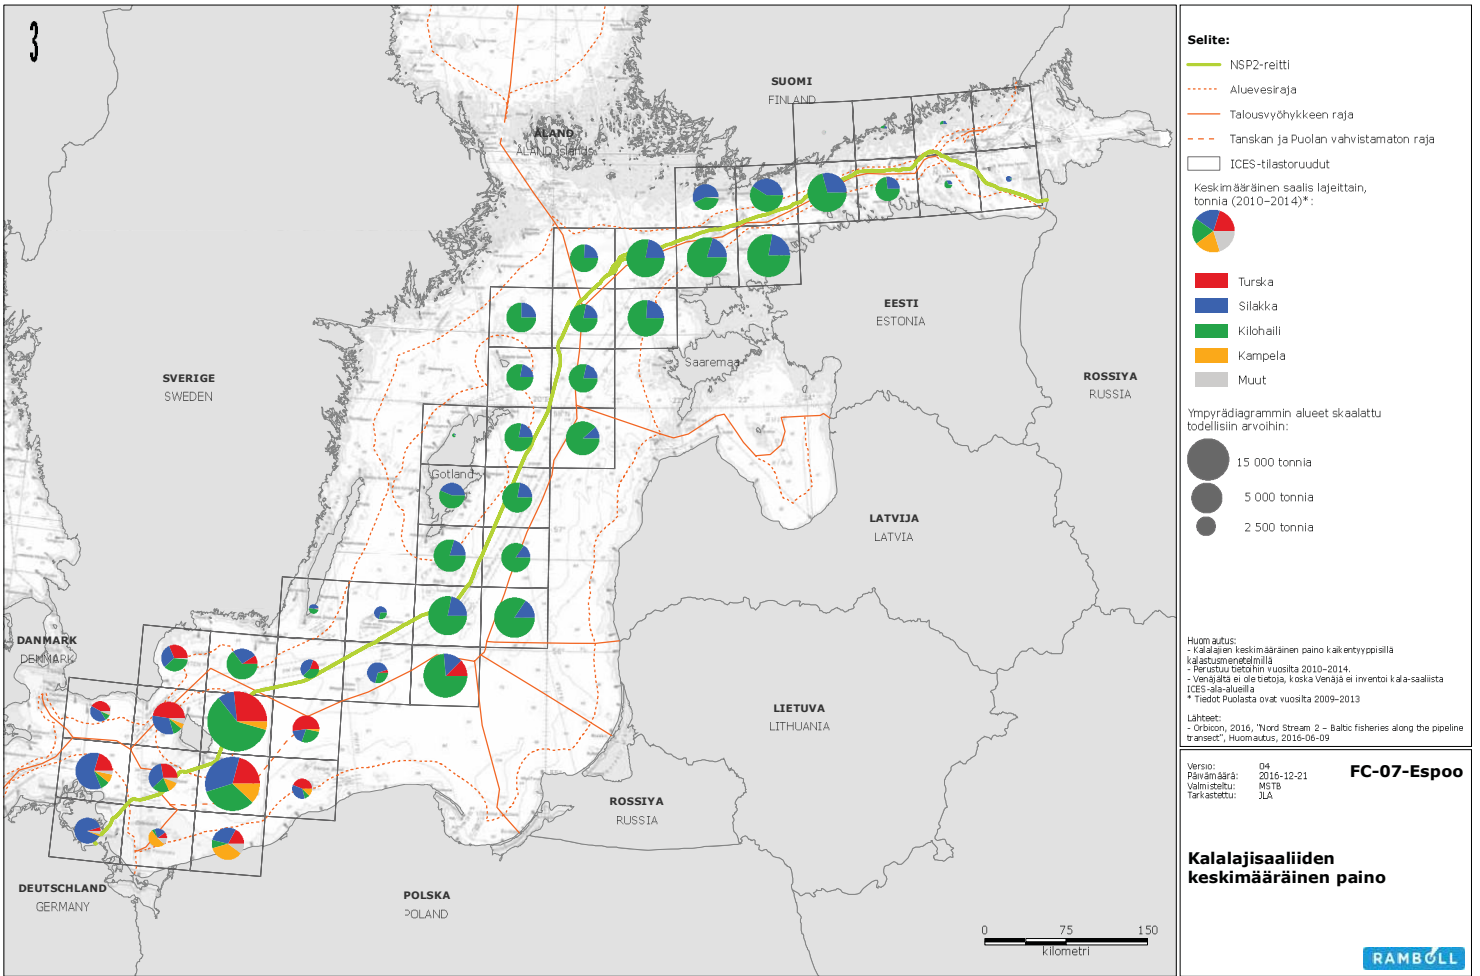 3
SUOMI
FINLAND
ÅLAND
ÅLAND Islands
SVERIGE
SWEDEN
EESTI
ESTONIA
Saaremaa
ROSSIYA
RUSSIA
Gotland
LATVIJA
LATVIA
DANMARK
DENMARK
LIETUVA
LITHUANIA
ROSSIYA
RUSSIA
DEUTSCHLAND
GERMANY
POLSKA
POLAND
0 75 150
kilometri
Selite:
NSP2-reitti
Aluevesiraja
Talousvyöhykkeen raja
Tanskan ja Puolan vahvistamaton raja
ICES-tilastoruudut
Keskimääräinen saalis lajeittain,
tonnia (2010–2014)*:
Turska
Silakka
Kilohaili
Kampela
Muut
Ympyrädiagrammin alueet skaalattu
todellisiin arvoihin:
15 000 tonnia
5 000 tonnia
2 500 tonnia
Huomautus:
- Kalalajien keskimääräinen paino kaikentyyppisillä
kalastusmenetelmillä
- Perustuu tietoihin vuosilta 2010–2014.
- Venäjältä ei ole tietoja, koska Venäjä ei inventoi kala-saaliista
ICES-ala-alueilla
* Tiedot Puolasta ovat vuosilta 2009–2013
Lähteet:
- Orbicon, 2016, "Nord Stream 2 – Baltic fisheries along the pipeline
transect", Huomautus, 2016-06-09
Versio: 04
Päivämäärä: 2016-12-21
Valmisteltu: MSTB
Tarkastettu: JLA
FC-07-Espoo
Kalalajisaaliiden
keskimääräinen paino
RAMBOLL